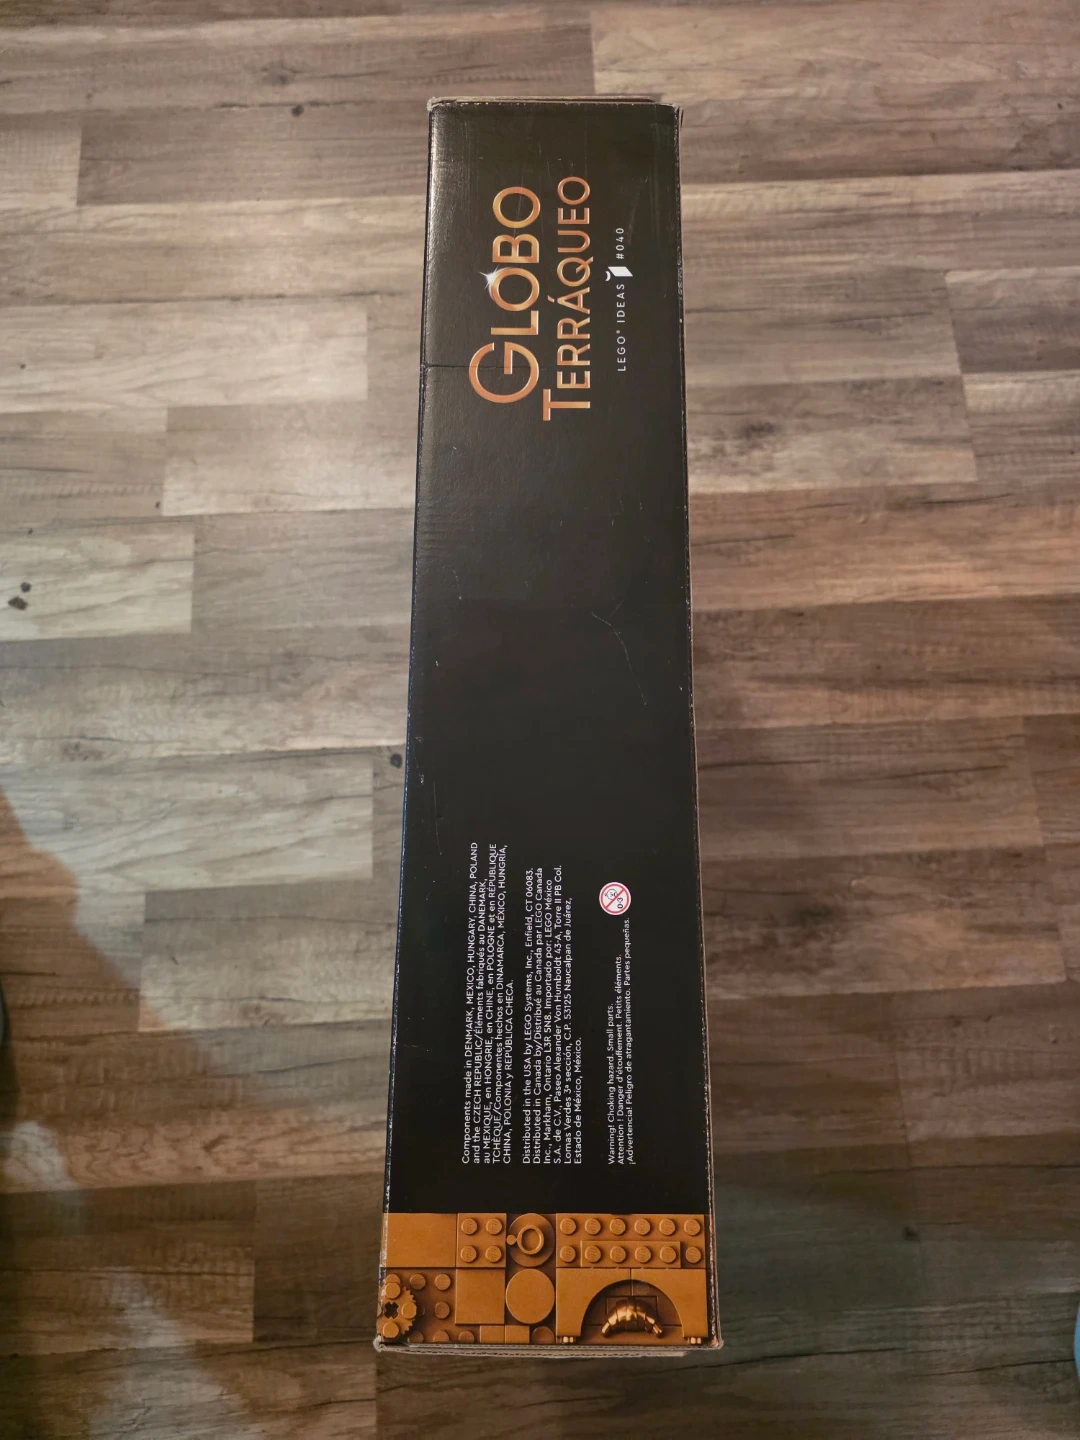 GLOBO
TERRÁQUEO
LEGO® IDEAS #040
Components made in DENMARK, MEXICO, HUNGARY, CHINA, POLAND
and the CZECH REPUBLIC/Éléments fabriqués au DANEMARK,
au MEXIQUE, en HONGRIE, en CHINE, en POLOGNE et en RÉPUBLIQUE
TCHÈQUE/Componentes hechos en DINAMARCA, MÉXICO, HUNGRÍA,
CHINA, POLONIA y REPÚBLICA CHECA.
Distributed in the USA by LEGO Systems, Inc., Enfield, CT 06083.
Distributed in Canada by/Distribué au Canada par LEGO Canada
Inc., Markham, Ontario L3R 5N8. Importado por: LEGO México
S.A. de C.V., Paseo Alexander Von Humboldt 43-A, Torre II PB Col.
Lomas Verdes 3ª sección, C.P. 53125 Naucalpan de Juárez,
Estado de México, México.
Warning! Choking hazard. Small parts.
Attention ! Danger d'étouffement. Petits éléments.
¡Advertencia! Peligro de atragantamiento. Partes pequeñas.
0-3